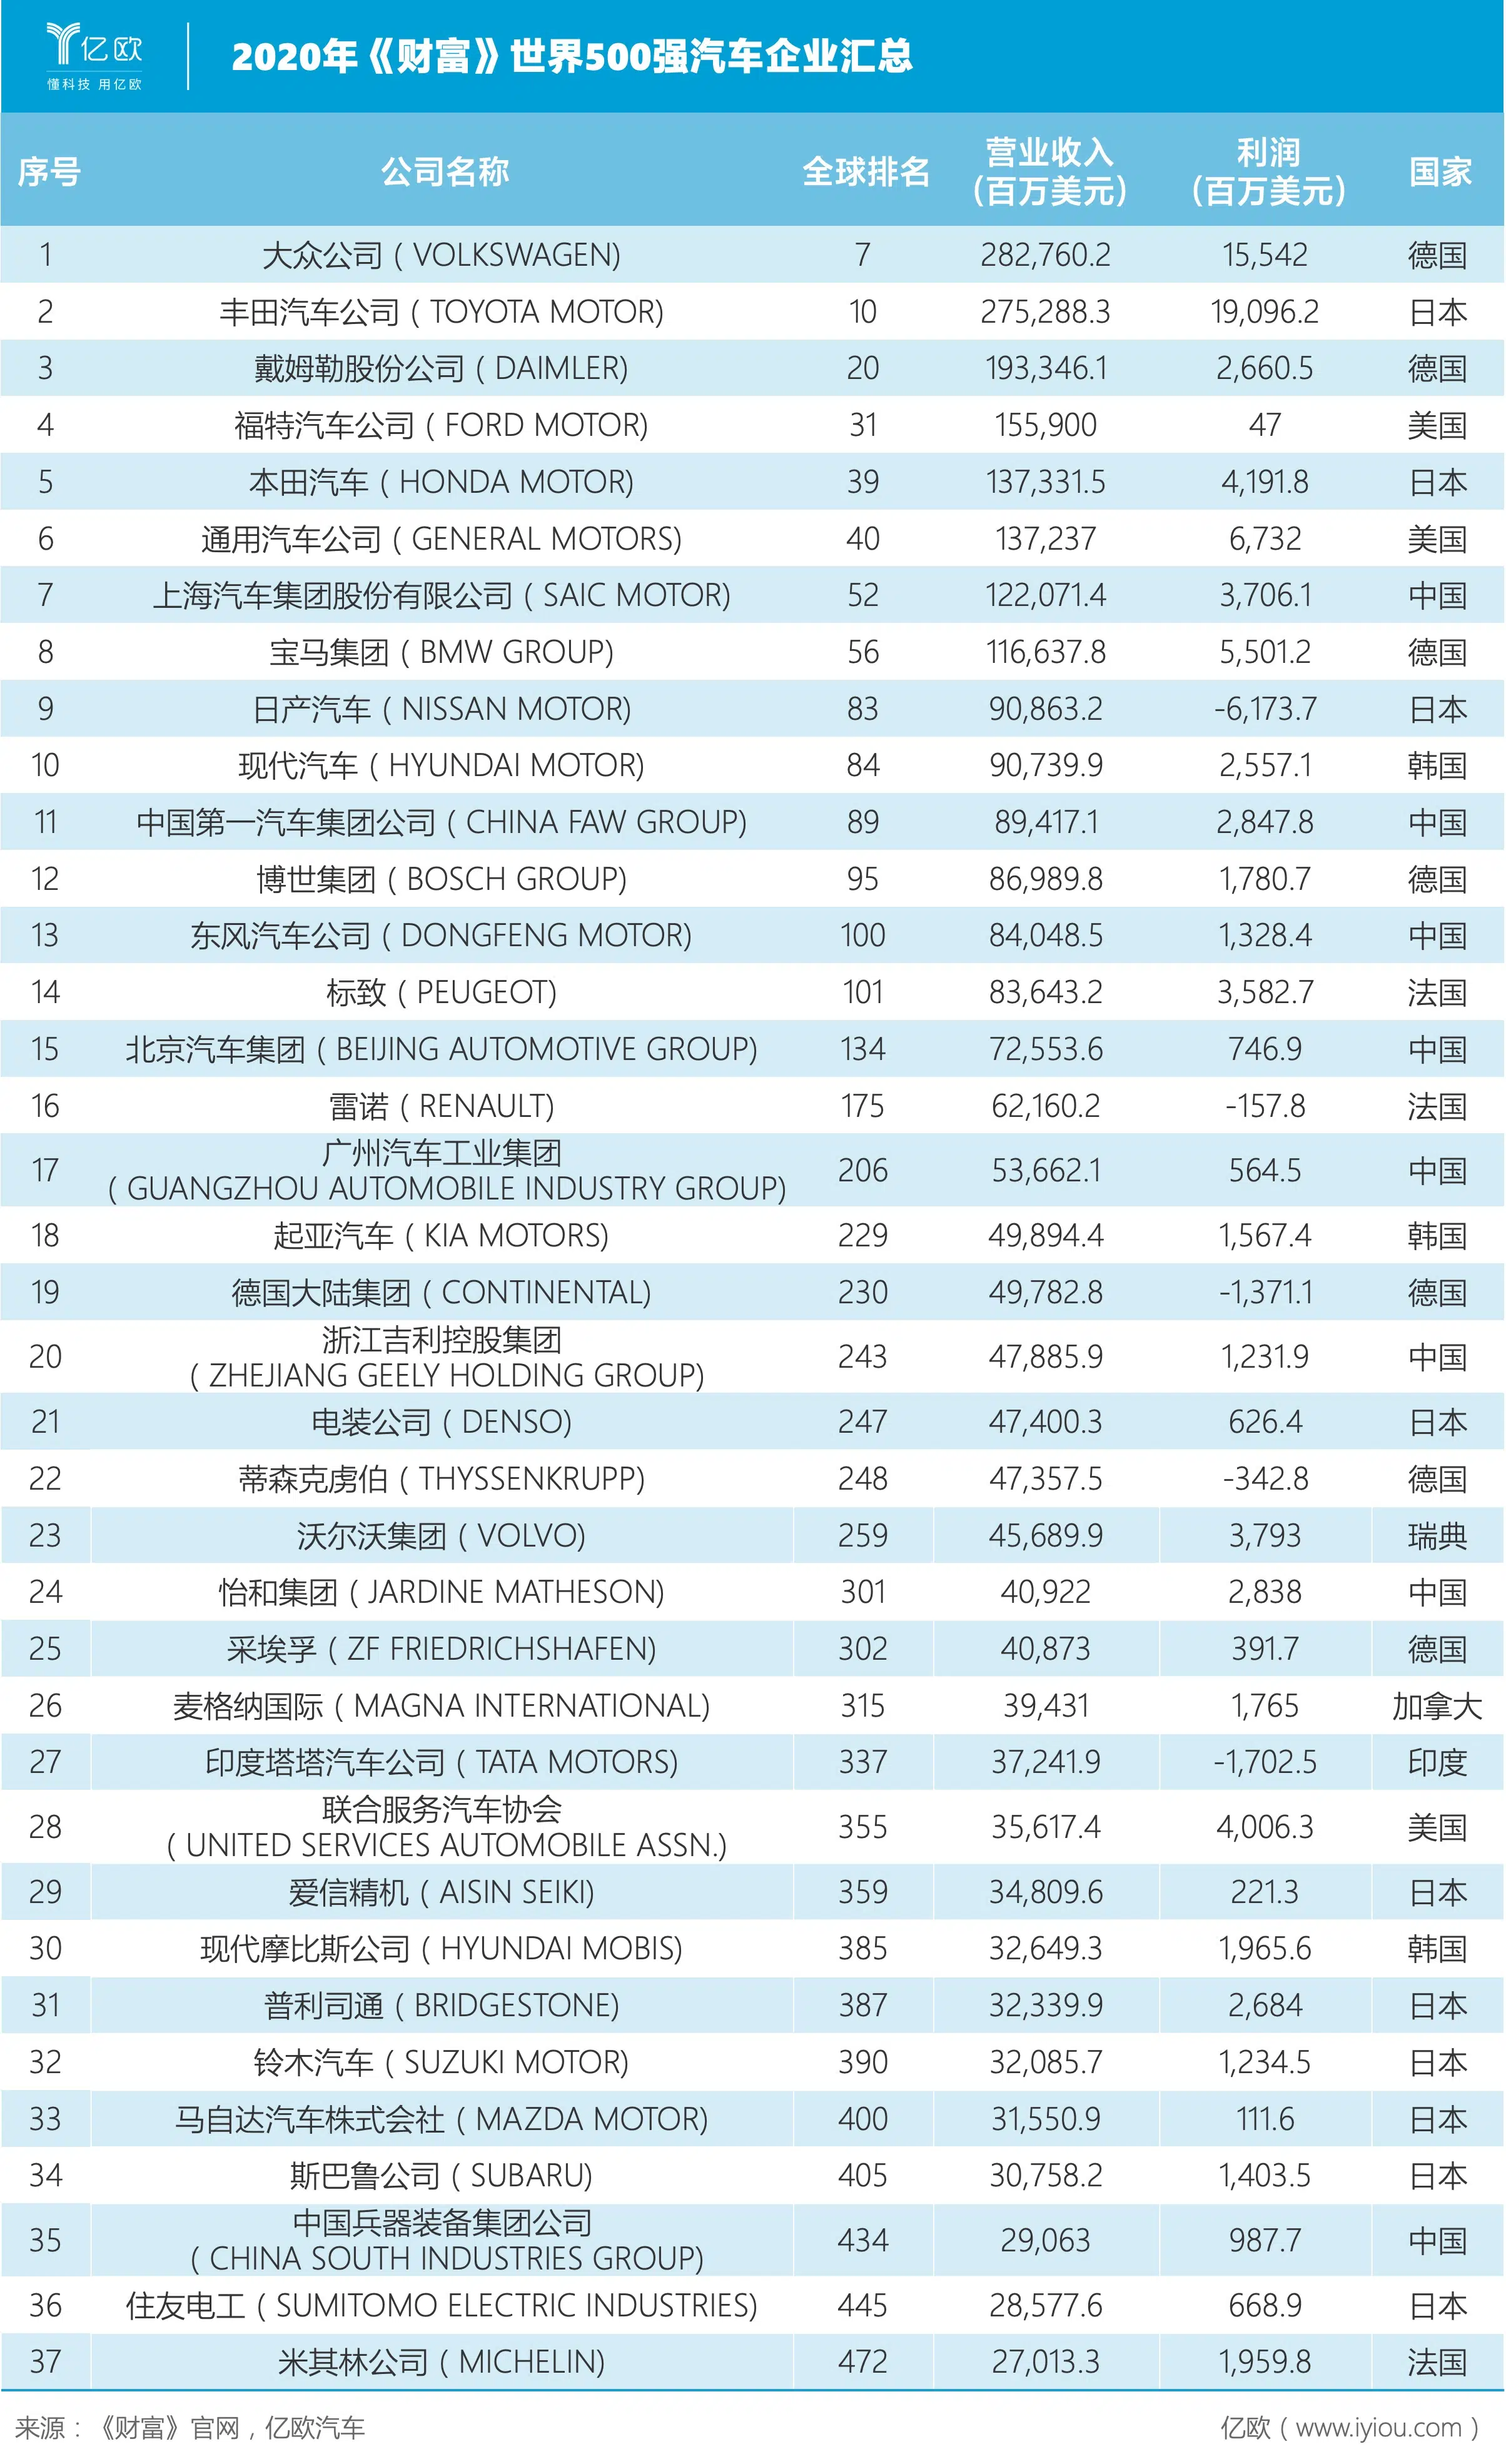 亿欧
懂科技 用亿欧
2020年《财富》世界500强汽车企业汇总
序号 公司名称 全球排名 营业收入（百万美元） 利润（百万美元） 国家
1 大众公司（VOLKSWAGEN) 7 282,760.2 15,542 德国
2 丰田汽车公司（TOYOTA MOTOR) 10 275,288.3 19,096.2 日本
3 戴姆勒股份公司（DAIMLER) 20 193,346.1 2,660.5 德国
4 福特汽车公司（FORD MOTOR) 31 155,900 47 美国
5 本田汽车（HONDA MOTOR) 39 137,331.5 4,191.8 日本
6 通用汽车公司（GENERAL MOTORS) 40 137,237 6,732 美国
7 上海汽车集团股份有限公司（SAIC MOTOR) 52 122,071.4 3,706.1 中国
8 宝马集团（BMW GROUP) 56 116,637.8 5,501.2 德国
9 日产汽车（NISSAN MOTOR) 83 90,863.2 -6,173.7 日本
10 现代汽车（HYUNDAI MOTOR) 84 90,739.9 2,557.1 韩国
11 中国第一汽车集团公司（CHINA FAW GROUP) 89 89,417.1 2,847.8 中国
12 博世集团（BOSCH GROUP) 95 86,989.8 1,780.7 德国
13 东风汽车公司（DONGFENG MOTOR) 100 84,048.5 1,328.4 中国
14 标致（PEUGEOT) 101 83,643.2 3,582.7 法国
15 北京汽车集团（BEIJING AUTOMOTIVE GROUP) 134 72,553.6 746.9 中国
16 雷诺（RENAULT) 175 62,160.2 -157.8 法国
17 广州汽车工业集团（GUANGZHOU AUTOMOBILE INDUSTRY GROUP) 206 53,662.1 564.5 中国
18 起亚汽车（KIA MOTORS) 229 49,894.4 1,567.4 韩国
19 德国大陆集团（CONTINENTAL) 230 49,782.8 -1,371.1 德国
20 浙江吉利控股集团（ZHEJIANG GEELY HOLDING GROUP) 243 47,885.9 1,231.9 中国
21 电装公司（DENSO) 247 47,400.3 626.4 日本
22 蒂森克虏伯（THYSSENKRUPP) 248 47,357.5 -342.8 德国
23 沃尔沃集团（VOLVO) 259 45,689.9 3,793 瑞典
24 怡和集团（JARDINE MATHESON) 301 40,922 2,838 中国
25 采埃孚（ZF FRIEDRICHSHAFEN) 302 40,873 391.7 德国
26 麦格纳国际（MAGNA INTERNATIONAL) 315 39,431 1,765 加拿大
27 印度塔塔汽车公司（TATA MOTORS) 337 37,241.9 -1,702.5 印度
28 联合服务汽车协会（UNITED SERVICES AUTOMOBILE ASSN.) 355 35,617.4 4,006.3 美国
29 爱信精机（AISIN SEIKI) 359 34,809.6 221.3 日本
30 现代摩比斯公司（HYUNDAI MOBIS) 385 32,649.3 1,965.6 韩国
31 普利司通（BRIDGESTONE) 387 32,339.9 2,684 日本
32 铃木汽车（SUZUKI MOTOR) 390 32,085.7 1,234.5 日本
33 马自达汽车株式会社（MAZDA MOTOR) 400 31,550.9 111.6 日本
34 斯巴鲁公司（SUBARU) 405 30,758.2 1,403.5 日本
35 中国兵器装备集团公司（CHINA SOUTH INDUSTRIES GROUP) 434 29,063 987.7 中国
36 住友电工（SUMITOMO ELECTRIC INDUSTRIES) 445 28,577.6 668.9 日本
37 米其林公司（MICHELIN) 472 27,013.3 1,959.8 法国
来源：《财富》官网，亿欧汽车 亿欧（www.iyiou.com）